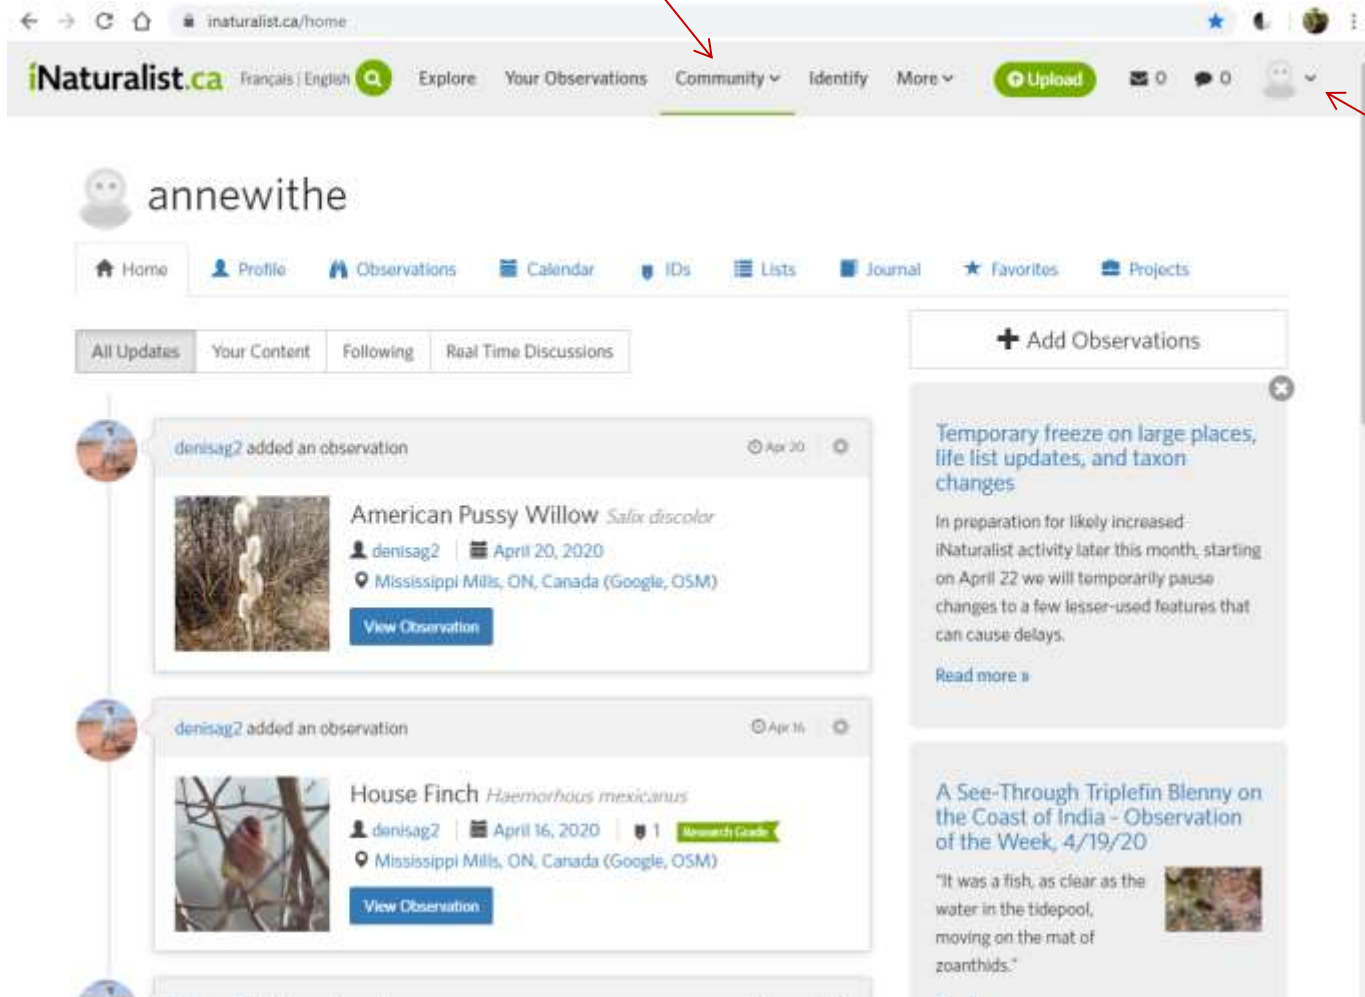 inaturalist.ca/home
iNaturalist.ca Français | English Explore Your Observations Community Identify More Upload 0 0
annewithe
Home Profile Observations Calendar IDs Lists Journal Favorites Projects
All Updates Your Content Following Real Time Discussions
denisag2 added an observation Apr 20
American Pussy Willow Salix discolor
denisag2 April 20, 2020
Mississippi Mills, ON, Canada (Google, OSM)
View Observation
denisag2 added an observation Apr 16
House Finch Haemorhous mexicanus
denisag2 April 16, 2020 1 Research Grade
Mississippi Mills, ON, Canada (Google, OSM)
View Observation
Add Observations
Temporary freeze on large places,
life list updates, and taxon
changes
In preparation for likely increased
iNaturalist activity later this month, starting
on April 22 we will temporarily pause
changes to a few lesser-used features that
can cause delays.
Read more »
A See-Through Triplefin Blenny on
the Coast of India - Observation
of the Week, 4/19/20
"It was a fish, as clear as the
water in the tidepool,
moving on the mat of
zoanthids."